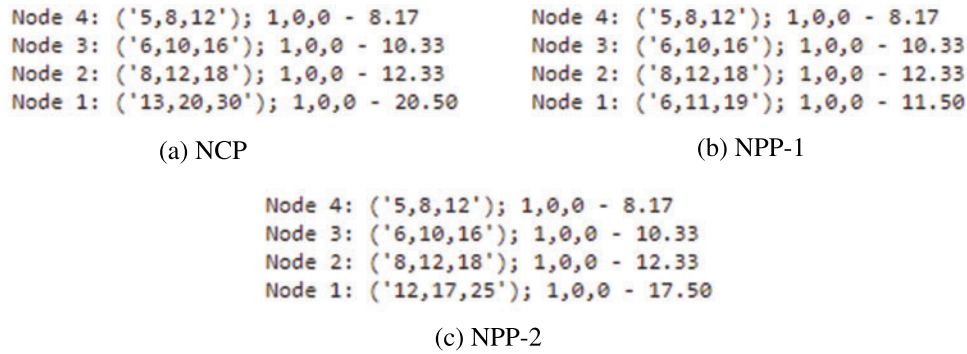 Node 4: ('5,8,12'); 1,0,0 - 8.17
Node 3: ('6,10,16'); 1,0,0 - 10.33
Node 2: ('8,12,18'); 1,0,0 - 12.33
Node 1: ('13,20,30'); 1,0,0 - 20.50
(a) NCP
Node 4: ('5,8,12'); 1,0,0 - 8.17
Node 3: ('6,10,16'); 1,0,0 - 10.33
Node 2: ('8,12,18'); 1,0,0 - 12.33
Node 1: ('6,11,19'); 1,0,0 - 11.50
(b) NPP-1
Node 4: ('5,8,12'); 1,0,0 - 8.17
Node 3: ('6,10,16'); 1,0,0 - 10.33
Node 2: ('8,12,18'); 1,0,0 - 12.33
Node 1: ('12,17,25'); 1,0,0 - 17.50
(c) NPP-2